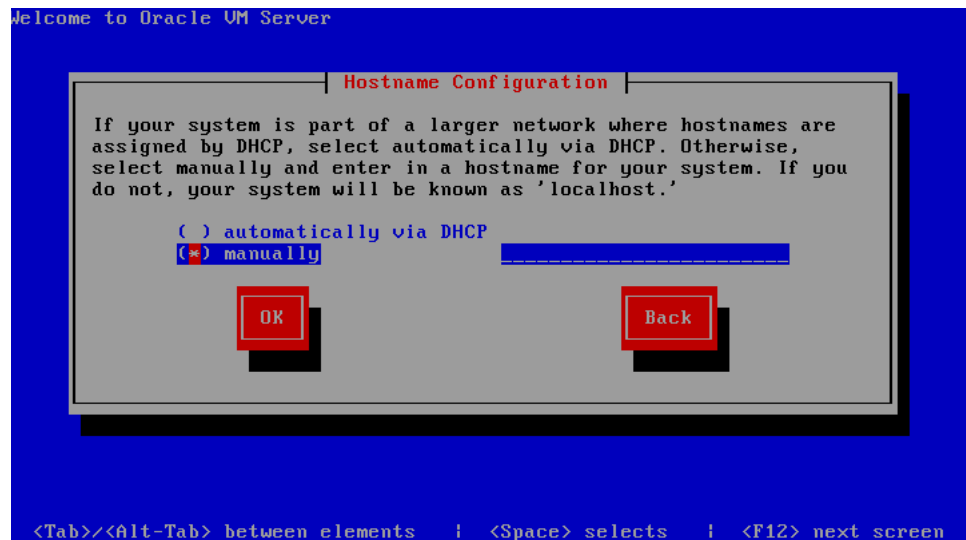 Welcome to Oracle VM Server
Hostname Configuration
If your system is part of a larger network where hostnames are
assigned by DHCP, select automatically via DHCP. Otherwise,
select manually and enter in a hostname for your system. If you
do not, your system will be known as 'localhost.'
( ) automatically via DHCP
(*) manually ________________________
OK Back
<Tab>/<Alt-Tab> between elements | <Space> selects | <F12> next screen